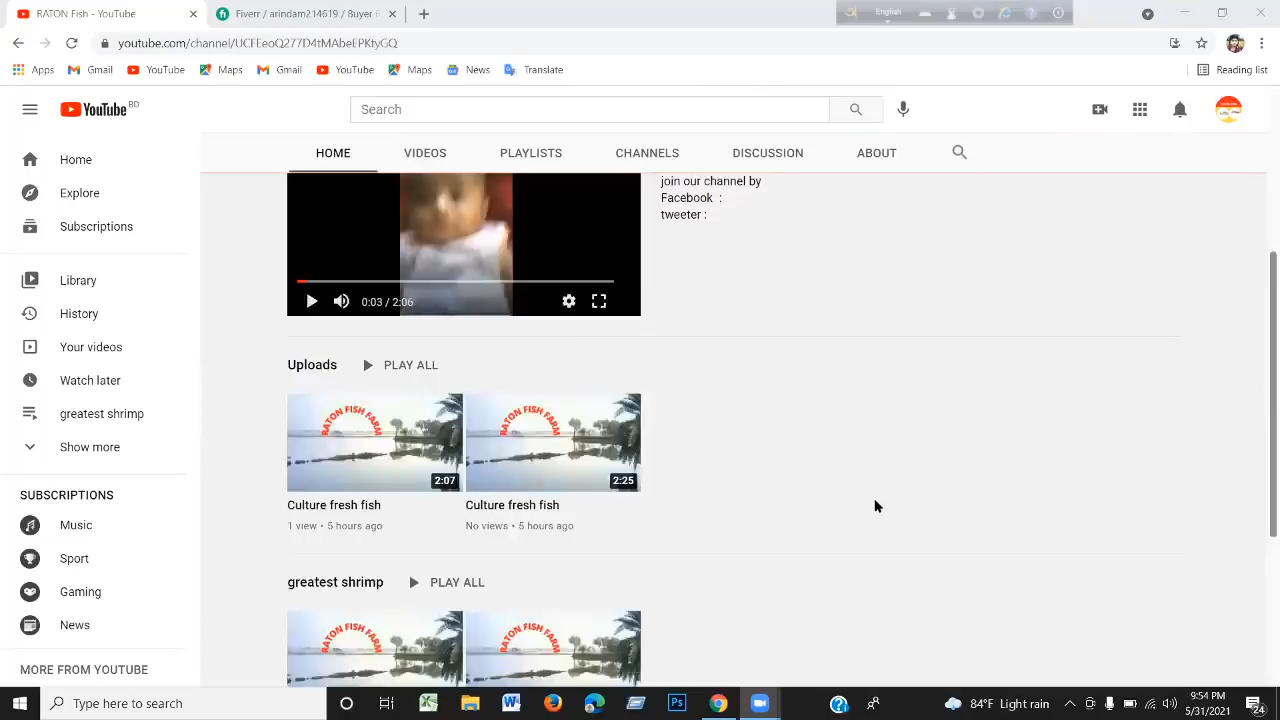 RATON Fish - YouTube
Fiverr / arindam214619 / Buyer B
English
youtube.com/channel/UCFEoQ277/D4tMAbeEPKtyGQ
Apps
Gmail
YouTube
Maps
Gmail
YouTube
Maps
News
Translate
Reading list
YouTube BD
Search
HOME
VIDEOS
PLAYLISTS
CHANNELS
DISCUSSION
ABOUT
Home
Explore
Subscriptions
Library
History
Your videos
Watch later
greatest shrimp
Show more
SUBSCRIPTIONS
Music
Sport
Gaming
News
MORE FROM YOUTUBE
join our channel by
Facebook :
tweeter :
0:03 / 2:06
Uploads
PLAY ALL
RATON FISH FARM
2:07
RATON FISH FARM
2:25
Culture fresh fish
Culture fresh fish
1 view • 5 hours ago
No views • 5 hours ago
greatest shrimp
PLAY ALL
RATON FISH FARM
RATON FISH FARM
Type here to search
Ps
84°F Light rain
9:54 PM
5/31/2021
24